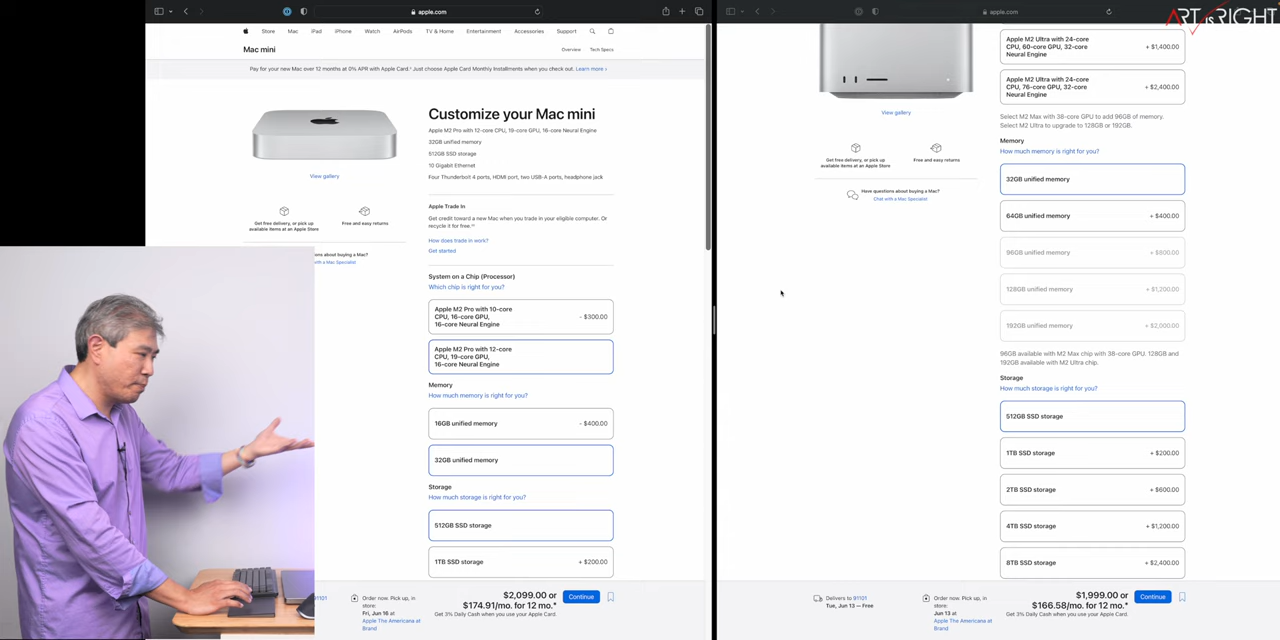 apple.com
Store Mac iPad iPhone Watch AirPods TV & Home Entertainment Accessories Support
Mac mini
Overview Tech Specs
Pay for your new Mac over 12 months at 0% APR with Apple Card.° Just choose Apple Card Monthly Installments when you check out. Learn more ›
View gallery
Get free delivery, or pick up
available items at an Apple Store
Free and easy returns
about buying a Mac?
with a Mac Specialist
Customize your Mac mini
Apple M2 Pro with 12-core CPU, 19-core GPU, 16-core Neural Engine
32GB unified memory
512GB SSD storage
10 Gigabit Ethernet
Four Thunderbolt 4 ports, HDMI port, two USB-A ports, headphone jack
Apple Trade In
Get credit toward a new Mac when you trade in your eligible computer. Or
recycle it for free.
How does trade in work?
Get started
System on a Chip (Processor)
Which chip is right for you?
Apple M2 Pro with 10-core
CPU, 16-core GPU,
16-core Neural Engine
- $300.00
Apple M2 Pro with 12-core
CPU, 19-core GPU,
16-core Neural Engine
Memory
How much memory is right for you?
16GB unified memory - $400.00
32GB unified memory
Storage
How much storage is right for you?
512GB SSD storage
1TB SSD storage + $200.00
91101
Order now. Pick up, in
store:
Fri, Jun 16 at
Apple The Americana at
Brand
$2,099.00 or
$174.91/mo. for 12 mo.*
Get 3% Daily Cash when you use your Apple Card.
Continue
apple.com
ART is RIGHT
View gallery
Get free delivery, or pick up
available items at an Apple Store
Free and easy returns
Have questions about buying a Mac?
Chat with a Mac Specialist
Apple M2 Ultra with 24-core
CPU, 60-core GPU, 32-core
Neural Engine
+ $1,400.00
Apple M2 Ultra with 24-core
CPU, 76-core GPU, 32-core
Neural Engine
+ $2,400.00
Select M2 Max with 38-core GPU to add 96GB of memory.
Select M2 Ultra to upgrade to 128GB or 192GB.
Memory
How much memory is right for you?
32GB unified memory
64GB unified memory + $400.00
96GB unified memory + $800.00
128GB unified memory + $1,200.00
192GB unified memory + $2,000.00
96GB available with M2 Max chip with 38-core GPU. 128GB and
192GB available with M2 Ultra chip.
Storage
How much storage is right for you?
512GB SSD storage
1TB SSD storage + $200.00
2TB SSD storage + $600.00
4TB SSD storage + $1,200.00
8TB SSD storage + $2,400.00
Delivers to 91101
Tue, Jun 13 — Free
Order now. Pick up, in
store:
Jun 13 at
Apple The Americana at
Brand
$1,999.00 or
$166.58/mo. for 12 mo.*
Get 3% Daily Cash when you use your Apple Card.
Continue